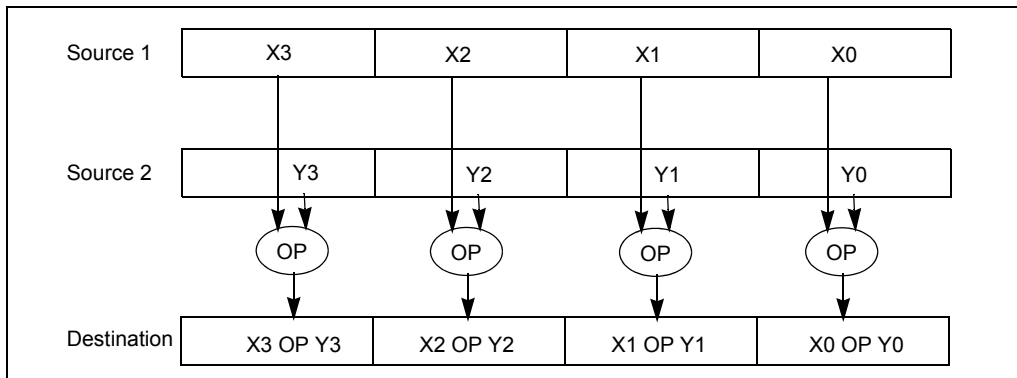 Source 1 X3 X2 X1 X0
Source 2 Y3 Y2 Y1 Y0
OP OP OP OP
Destination X3 OP Y3 X2 OP Y2 X1 OP Y1 X0 OP Y0